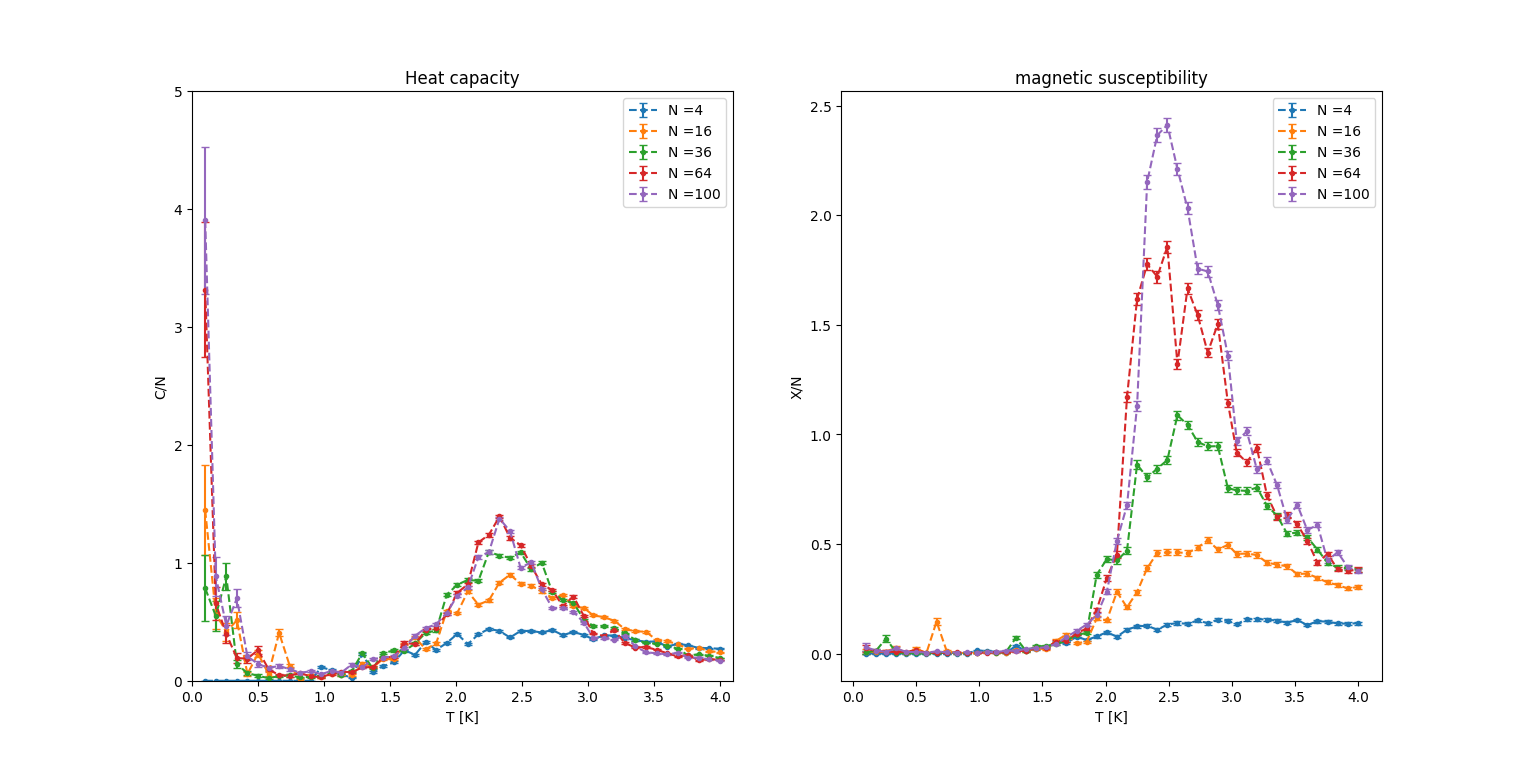 Heat capacity
C/N
5
4
3
2
1
0
0.0 0.5 1.0 1.5 2.0 2.5 3.0 3.5 4.0
T [K]
N =4
N =16
N =36
N =64
N =100
magnetic susceptibility
X/N
2.5
2.0
1.5
1.0
0.5
0.0
0.0 0.5 1.0 1.5 2.0 2.5 3.0 3.5 4.0
T [K]
N =4
N =16
N =36
N =64
N =100